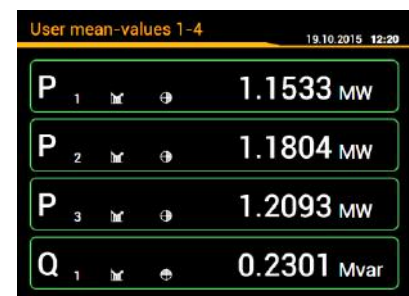 User mean-values 1-4
19.10.2015 12:20
P 1 1.1533 MW
P 2 1.1804 MW
P 3 1.2093 MW
Q 1 0.2301 Mvar